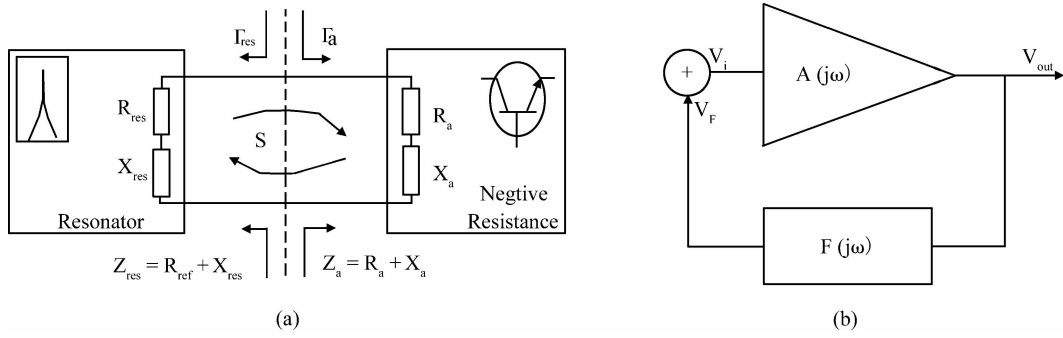 Γres Γa
Rres
Xres
S
Ra
Xa
Resonator
Negtive
Resistance
Zres = Rref + Xres
Za = Ra + Xa
(a)
+
Vi
VF
A (jω)
Vout
F (jω)
(b)